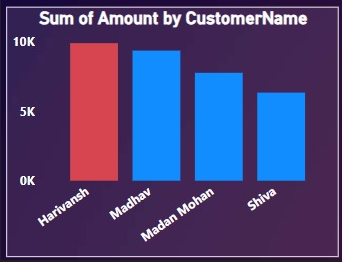 Sum of Amount by CustomerName
10K
5K
0K
Harivansh
Madhav
Madan Mohan
Shiva